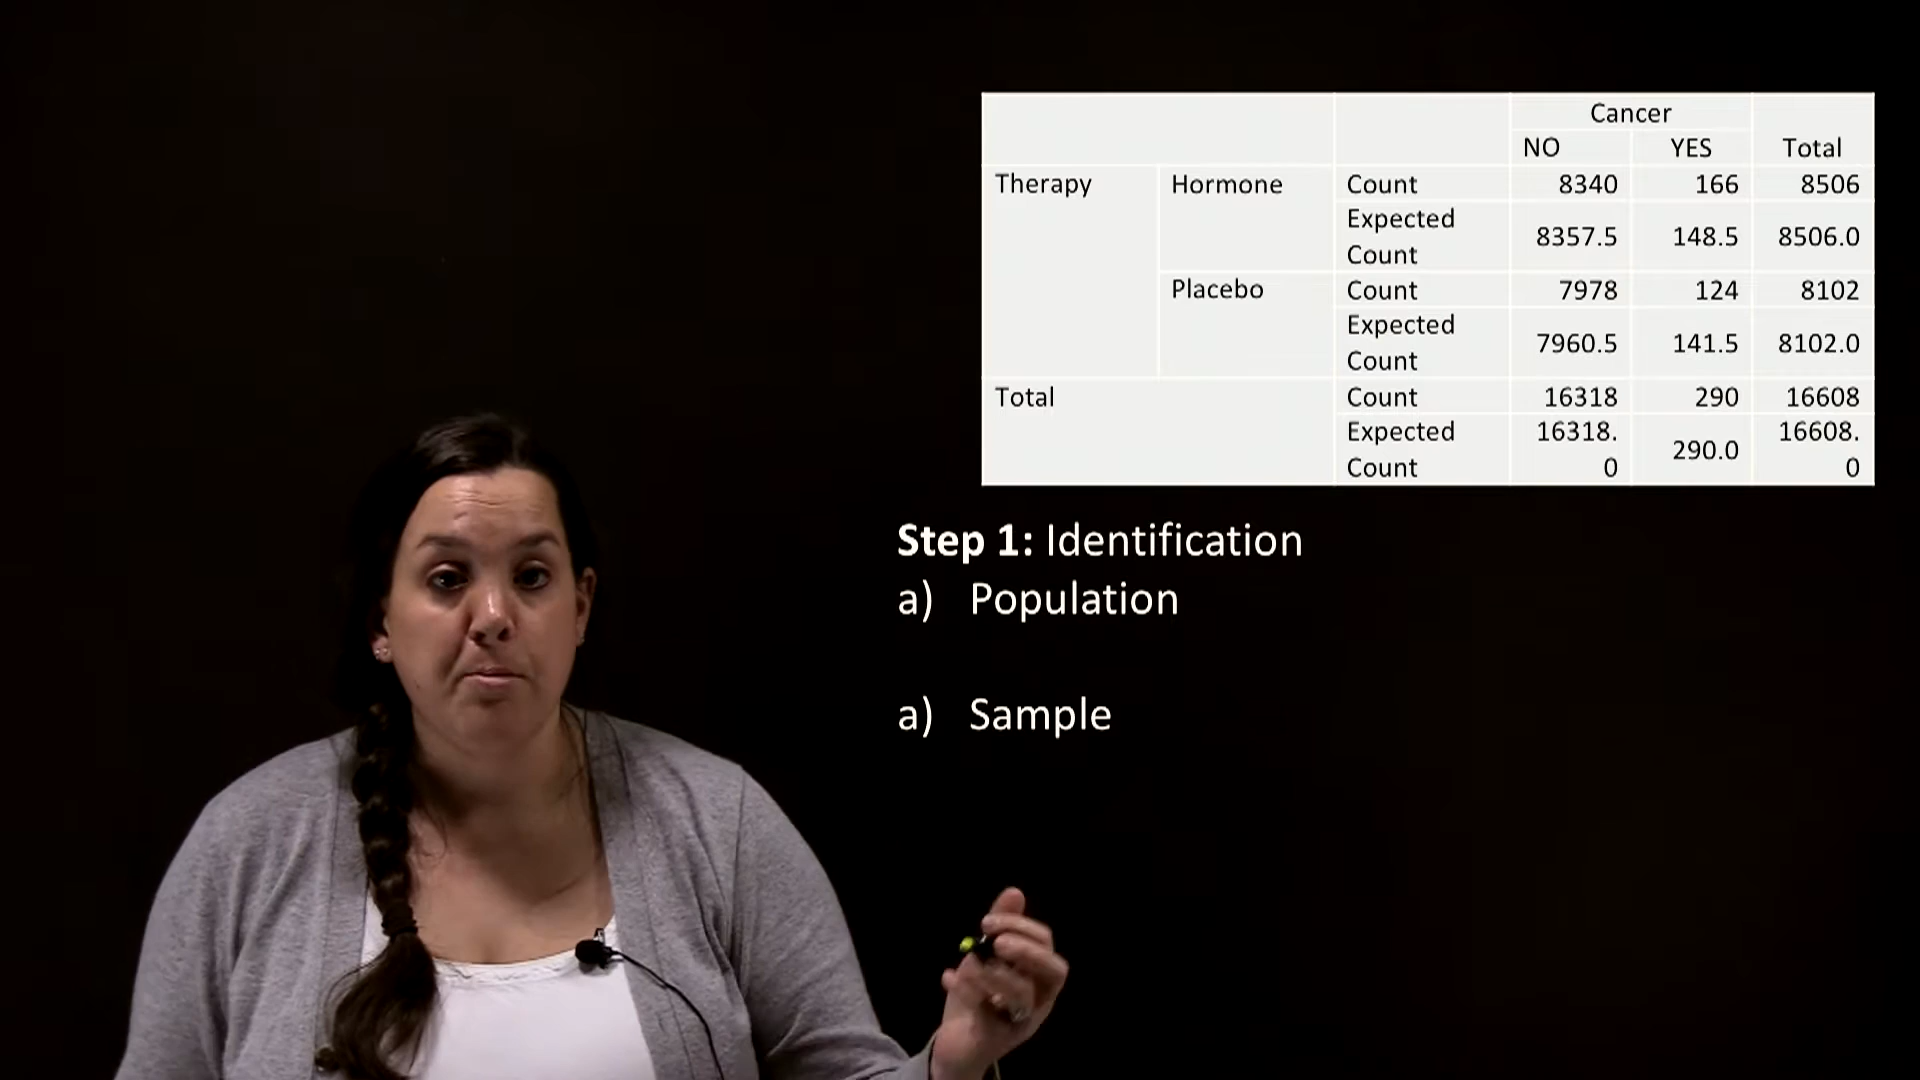 Cancer
NO YES Total
Therapy Hormone Count 8340 166 8506
Expected Count 8357.5 148.5 8506.0
Placebo Count 7978 124 8102
Expected Count 7960.5 141.5 8102.0
Total Count 16318 290 16608
Expected Count 16318.0 290.0 16608.0
Step 1: Identification
a) Population
a) Sample